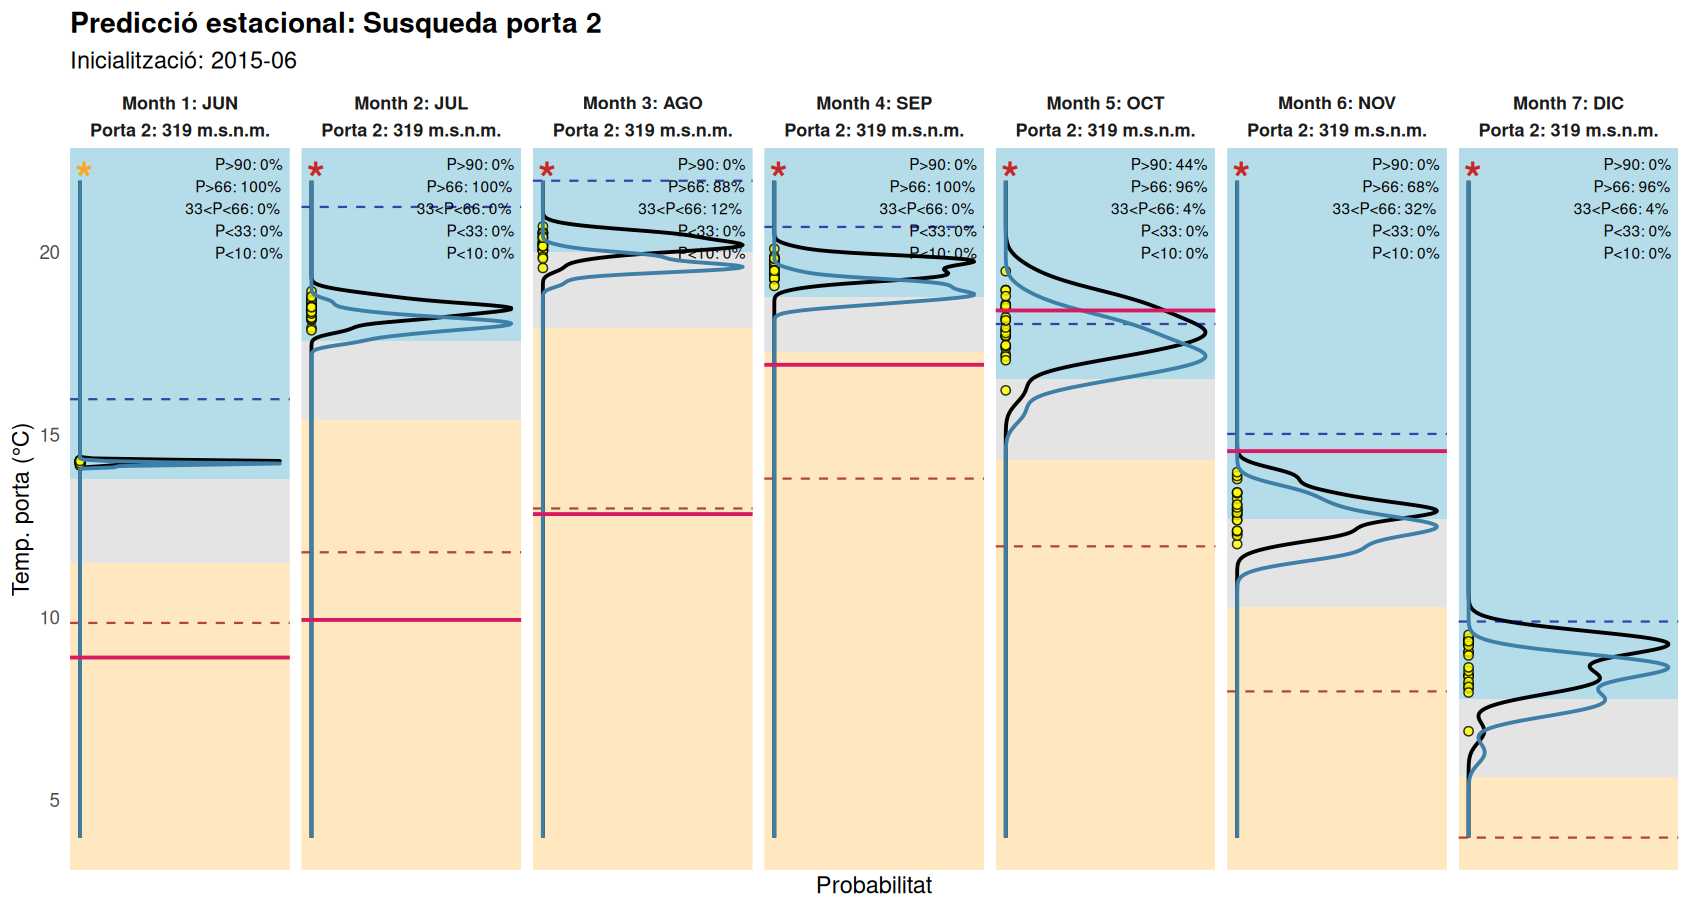 Predicció estacional: Susqueda porta 2
Inicialització: 2015-06
Month 1: JUN
Porta 2: 319 m.s.n.m.
Month 2: JUL
Porta 2: 319 m.s.n.m.
Month 3: AGO
Porta 2: 319 m.s.n.m.
Month 4: SEP
Porta 2: 319 m.s.n.m.
Month 5: OCT
Porta 2: 319 m.s.n.m.
Month 6: NOV
Porta 2: 319 m.s.n.m.
Month 7: DIC
Porta 2: 319 m.s.n.m.
*
P>90: 0%
P>66: 100%
33<P<66: 0%
P<33: 0%
P<10: 0%
*
P>90: 0%
P>66: 100%
33<P<66: 0%
P<33: 0%
P<10: 0%
*
P>90: 0%
P>66: 88%
33<P<66: 12%
P<33: 0%
P<10: 0%
*
P>90: 0%
P>66: 100%
33<P<66: 0%
P<33: 0%
P<10: 0%
*
P>90: 44%
P>66: 96%
33<P<66: 4%
P<33: 0%
P<10: 0%
*
P>90: 0%
P>66: 68%
33<P<66: 32%
P<33: 0%
P<10: 0%
*
P>90: 0%
P>66: 96%
33<P<66: 4%
P<33: 0%
P<10: 0%
20
15
10
5
Temp. porta (°C)
Probabilitat